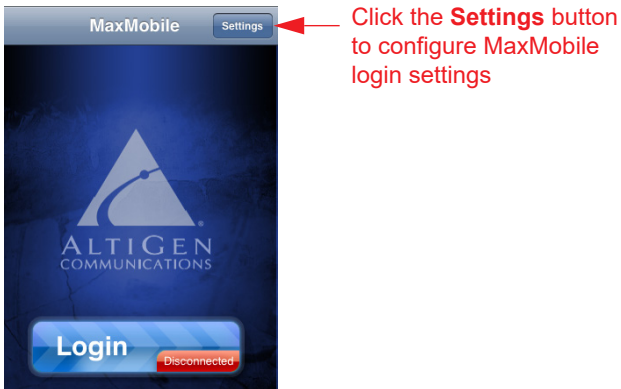 MaxMobile
Settings
Click the Settings button
to configure MaxMobile
login settings
ALTIGEN
COMMUNICATIONS
Login
Disconnected